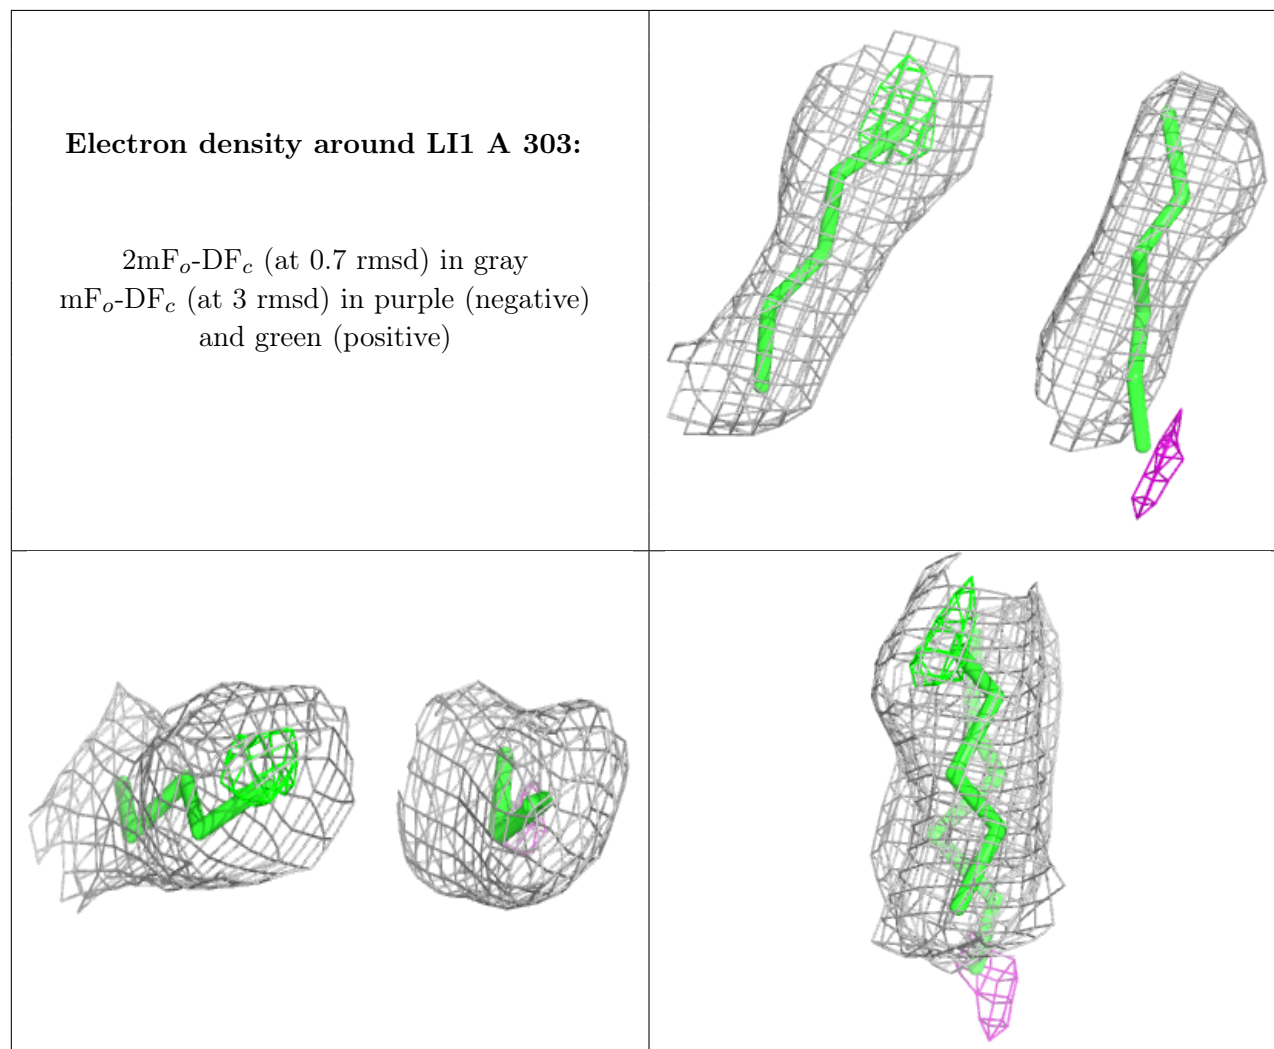 Electron density around LI1 A 303:
2mFo-DFc (at 0.7 rmsd) in gray
mFo-DFc (at 3 rmsd) in purple (negative)
and green (positive)